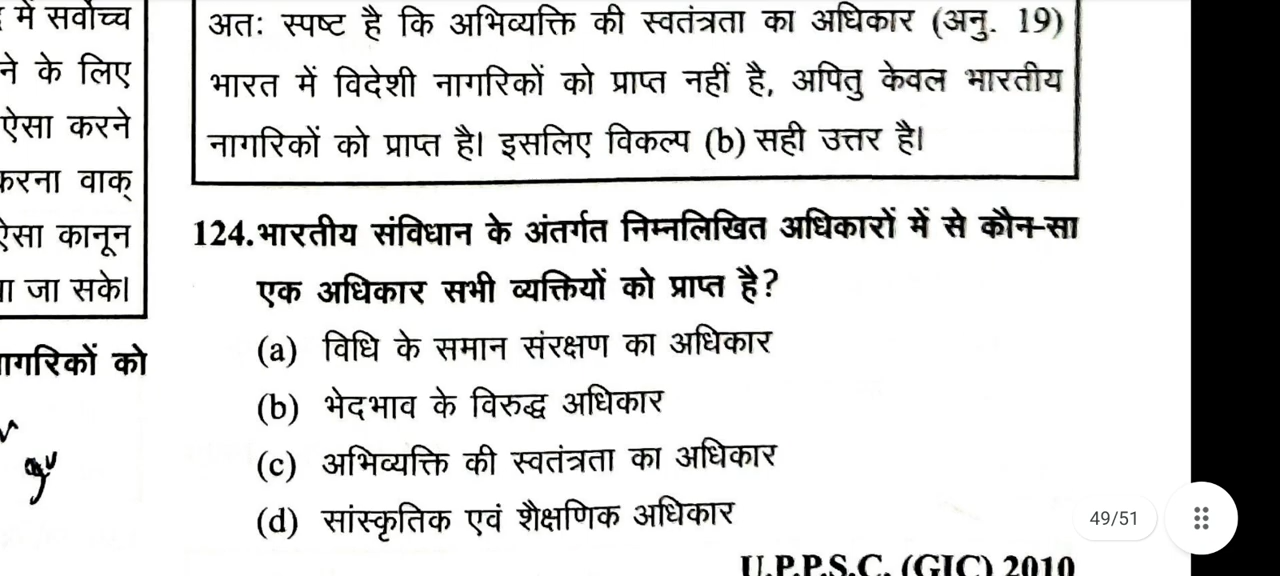 में सर्वोच्च
ने के लिए
ऐसा करने
करना वाक्
ऐसा कानून
जा सके।
नागरिकों को
अतः स्पष्ट है कि अभिव्यक्ति की स्वतंत्रता का अधिकार (अनु. 19)
भारत में विदेशी नागरिकों को प्राप्त नहीं है, अपितु केवल भारतीय
नागरिकों को प्राप्त है। इसलिए विकल्प (b) सही उत्तर है।
124. भारतीय संविधान के अंतर्गत निम्नलिखित अधिकारों में से कौन-सा
एक अधिकार सभी व्यक्तियों को प्राप्त है?
(a) विधि के समान संरक्षण का अधिकार
(b) भेदभाव के विरुद्ध अधिकार
(c) अभिव्यक्ति की स्वतंत्रता का अधिकार
(d) सांस्कृतिक एवं शैक्षणिक अधिकार
U.P.P.S.C. (GIC) 2010
49/51